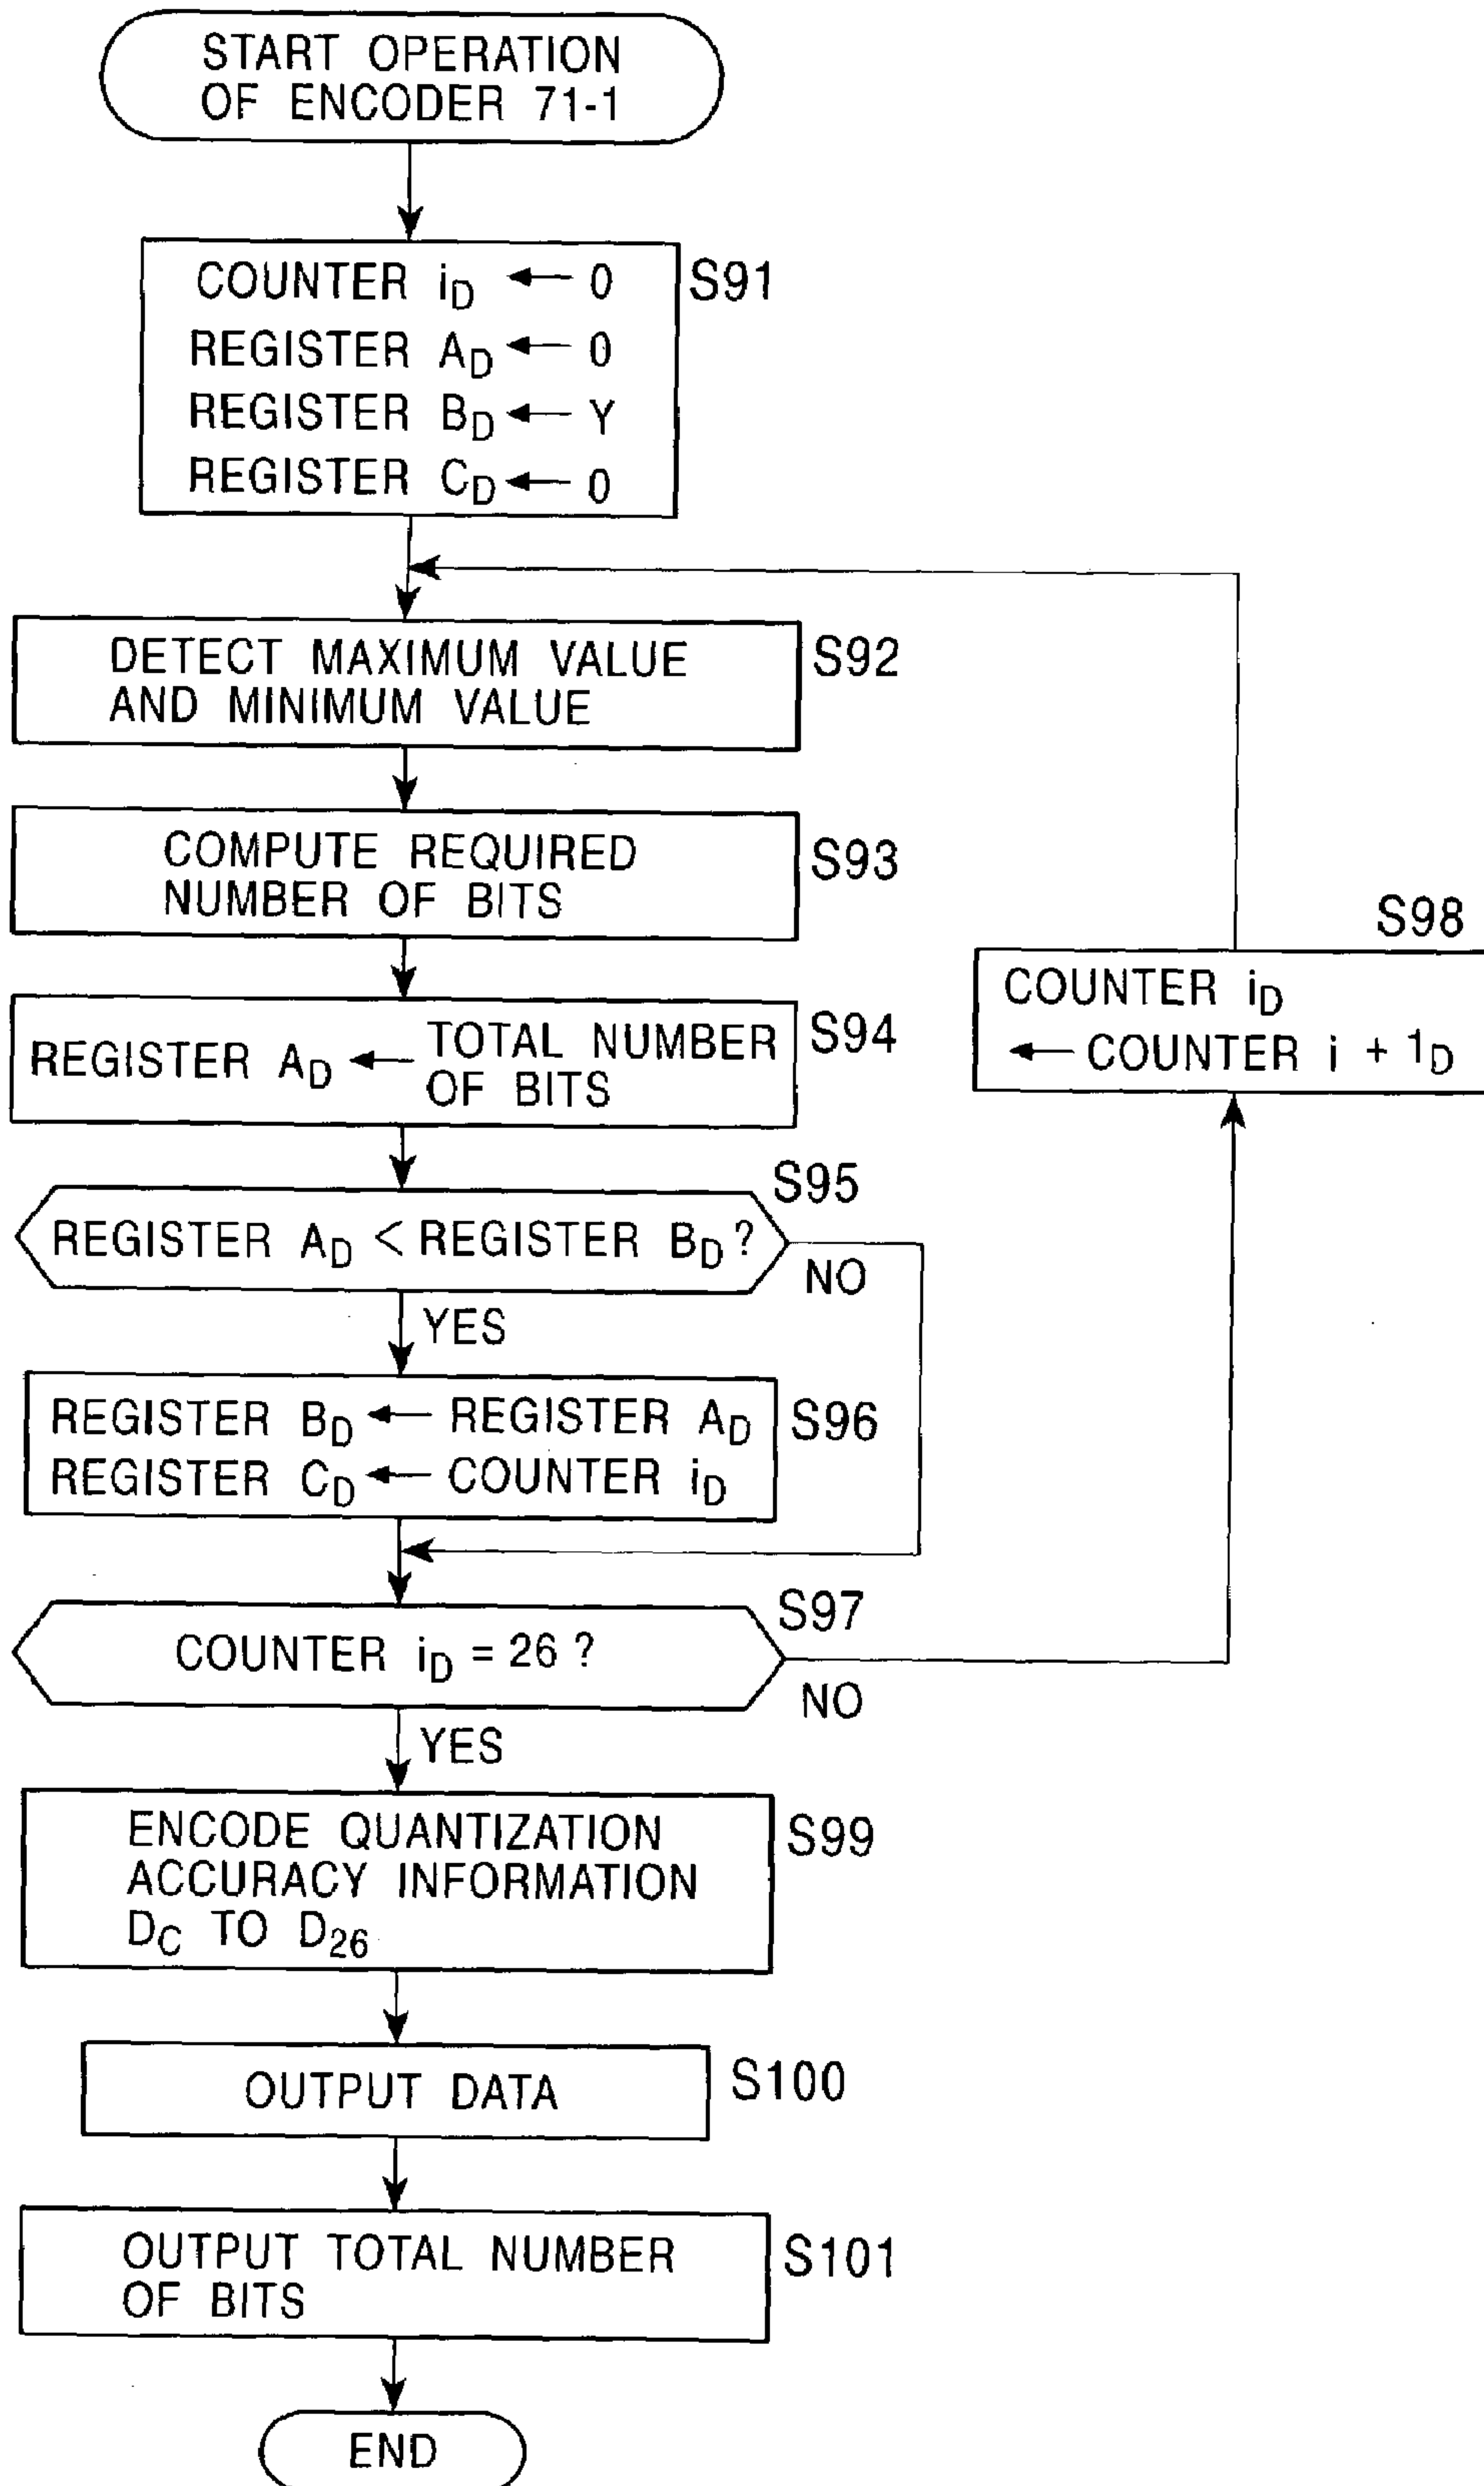 START OPERATION
OF ENCODER 71-1
COUNTER iD ← 0
REGISTER AD ← 0
REGISTER BD ← Y
REGISTER CD ← 0
S91
DETECT MAXIMUM VALUE
AND MINIMUM VALUE
S92
COMPUTE REQUIRED
NUMBER OF BITS
S93
REGISTER AD ← TOTAL NUMBER
OF BITS
S94
S98
COUNTER iD
← COUNTER i + 1D
S95
REGISTER AD < REGISTER BD ?
NO
YES
REGISTER BD ← REGISTER AD
REGISTER CD ← COUNTER iD
S96
S97
COUNTER iD = 26 ?
NO
YES
ENCODE QUANTIZATION
ACCURACY INFORMATION
DC TO D26
S99
OUTPUT DATA
S100
OUTPUT TOTAL NUMBER
OF BITS
S101
END